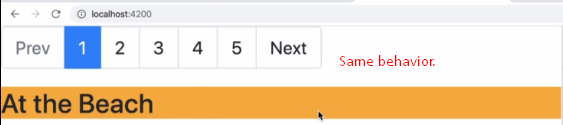 localhost:4200
Prev 1 2 3 4 5 Next
Same behavior.
At the Beach